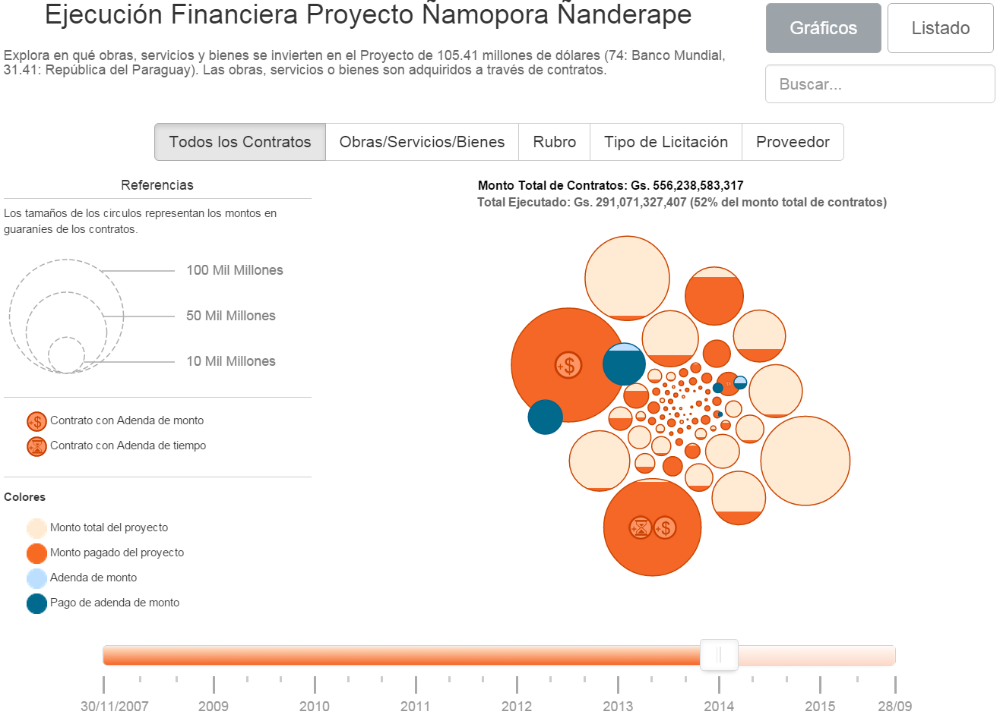 Ejecución Financiera Proyecto Ñamopora Ñanderape
Gráficos
Listado
Explora en qué obras, servicios y bienes se invierten en el Proyecto de 105.41 millones de dólares (74: Banco Mundial,
31.41: República del Paraguay). Las obras, servicios o bienes son adquiridos a través de contratos.
Buscar...
Todos los Contratos
Obras/Servicios/Bienes
Rubro
Tipo de Licitación
Proveedor
Referencias
Los tamaños de los circulos representan los montos en
guaraníes de los contratos.
100 Mil Millones
50 Mil Millones
10 Mil Millones
+$
Contrato con Adenda de monto
Contrato con Adenda de tiempo
Colores
Monto total del proyecto
Monto pagado del proyecto
Adenda de monto
Pago de adenda de monto
Monto Total de Contratos: Gs. 556,238,583,317
Total Ejecutado: Gs. 291,071,327,407 (52% del monto total de contratos)
+$
+$
30/11/2007
2009
2010
2011
2012
2013
2014
2015
28/09